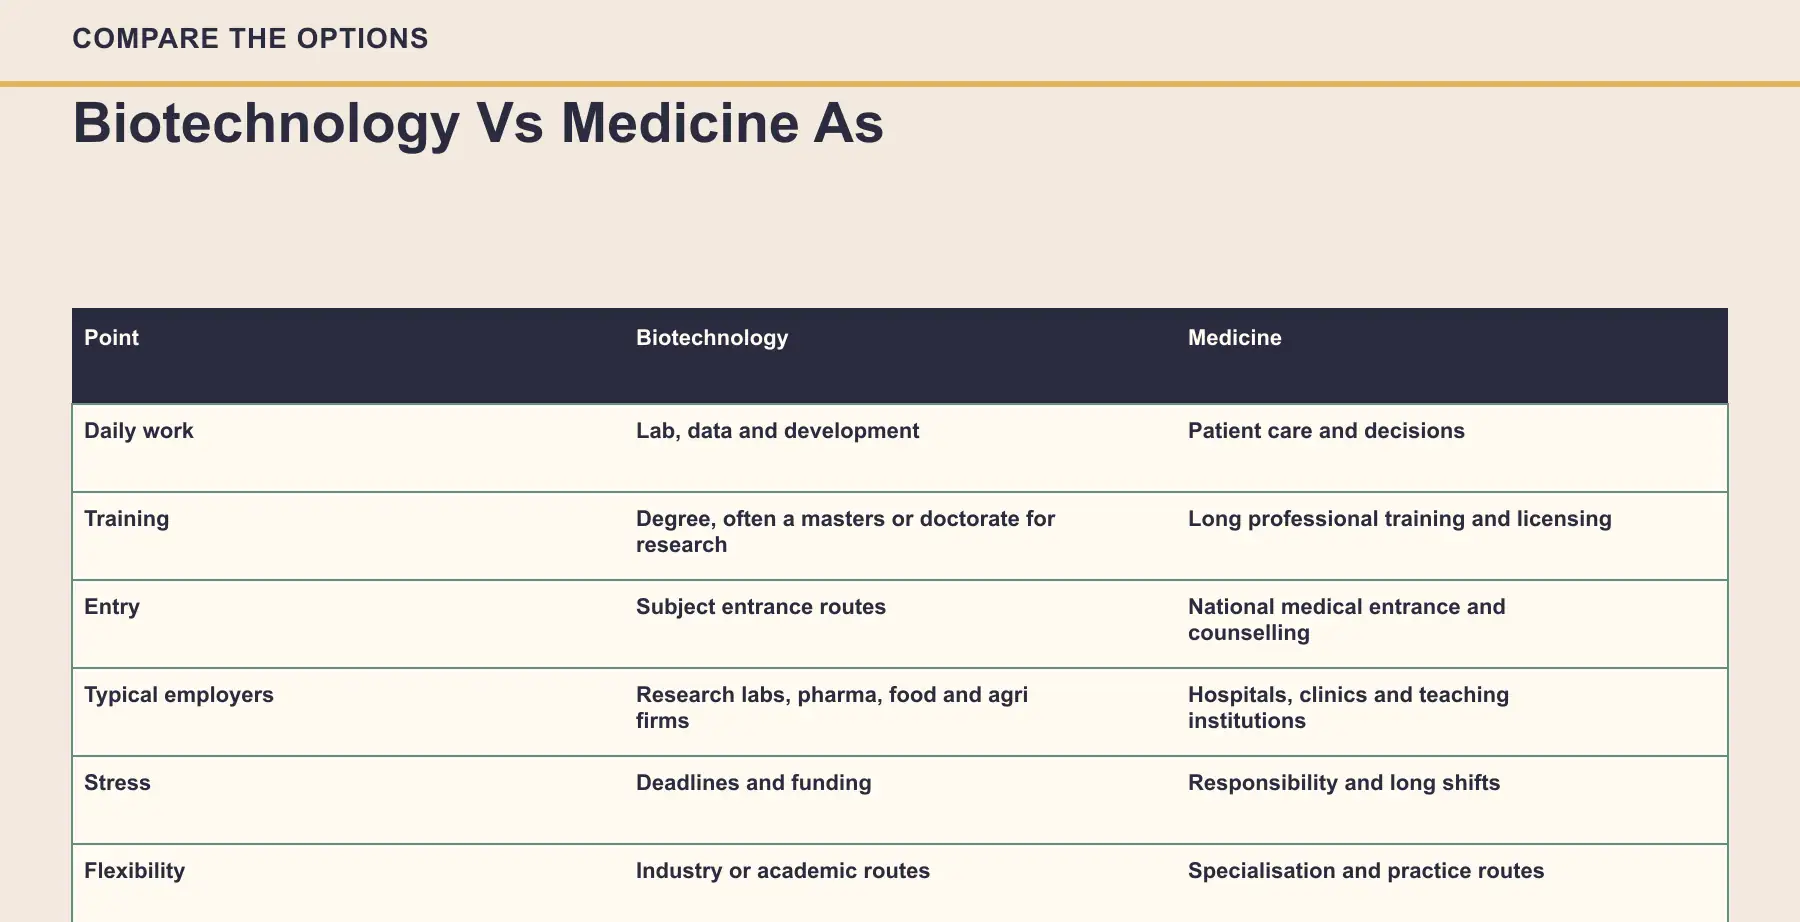 COMPARE THE OPTIONS
Biotechnology Vs Medicine As
Point
Biotechnology
Medicine
Daily work
Lab, data and development
Patient care and decisions
Training
Degree, often a masters or doctorate for
research
Long professional training and licensing
Entry
Subject entrance routes
National medical entrance and
counselling
Typical employers
Research labs, pharma, food and agri
firms
Hospitals, clinics and teaching
institutions
Stress
Deadlines and funding
Responsibility and long shifts
Flexibility
Industry or academic routes
Specialisation and practice routes